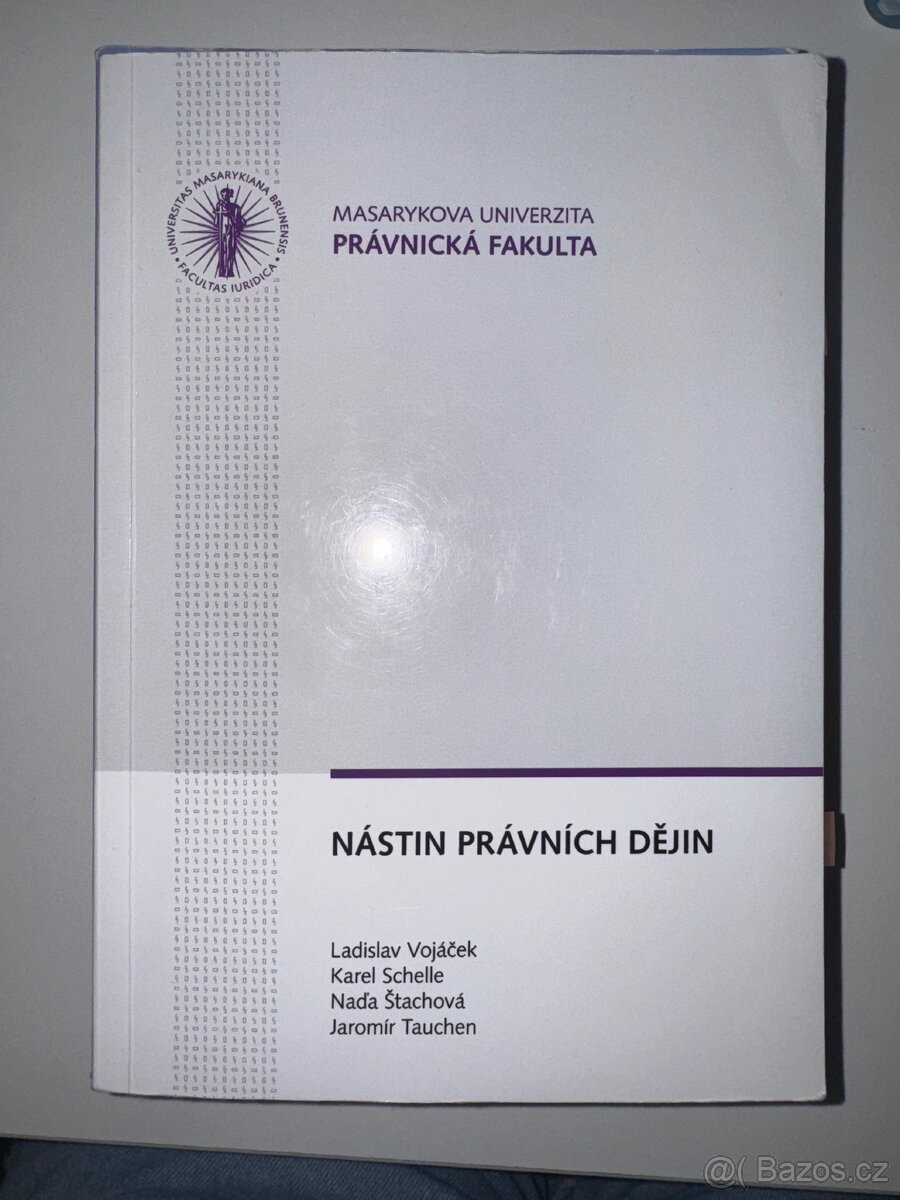 UNIVERSITAS MASARYKIANA BRUNENSIS
• FACULTAS IURIDICA •
MASARYKOVA UNIVERZITA
PRÁVNICKÁ FAKULTA
NÁSTIN PRÁVNÍCH DĚJIN
Ladislav Vojáček
Karel Schelle
Naďa Štachová
Jaromír Tauchen
@( Bazos.cz